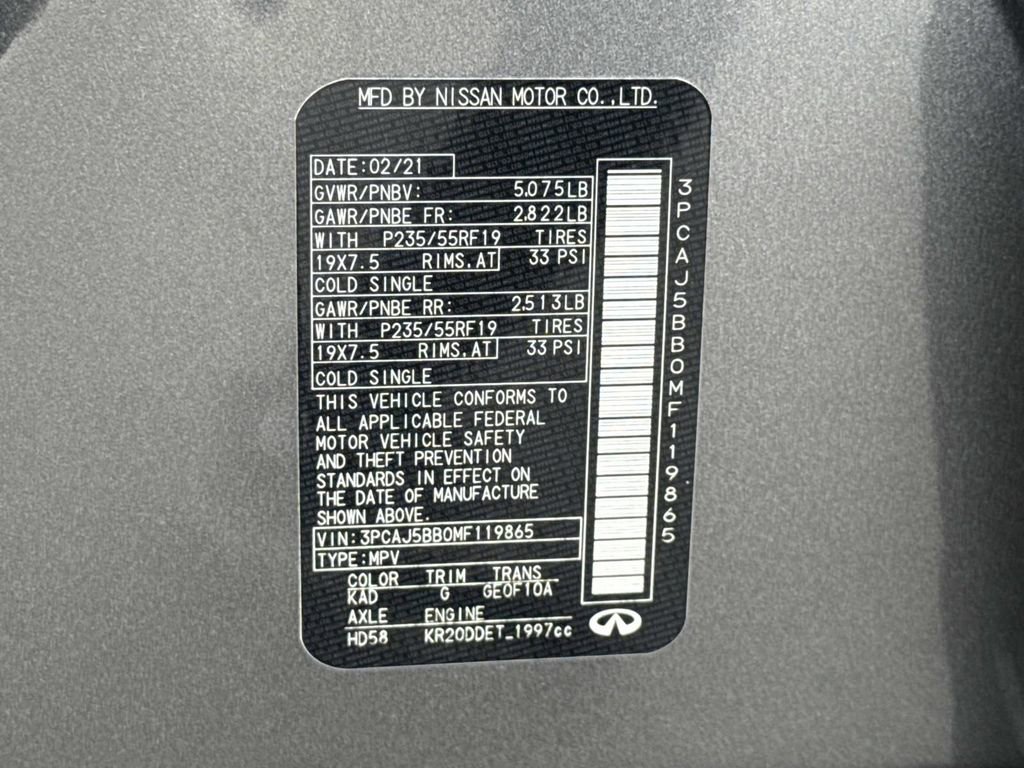 MFD BY NISSAN MOTOR CO.,LTD.
DATE:02/21
GVWR/PNBV: 5.075LB
GAWR/PNBE FR: 2.822LB
WITH P235/55RF19 TIRES
19X7.5 RIMS.AT 33 PSI
COLD SINGLE
GAWR/PNBE RR: 2.513LB
WITH P235/55RF19 TIRES
19X7.5 RIMS.AT 33 PSI
COLD SINGLE
THIS VEHICLE CONFORMS TO
ALL APPLICABLE FEDERAL
MOTOR VEHICLE SAFETY
AND THEFT PREVENTION
STANDARDS IN EFFECT ON
THE DATE OF MANUFACTURE
SHOWN ABOVE.
VIN:3PCAJ5BB0MF119865
TYPE:MPV
COLOR TRIM TRANS
KAD G GE0F10A
AXLE ENGINE
HD58 KR20DDET_1997cc
3PCAJ5BB0MF119865